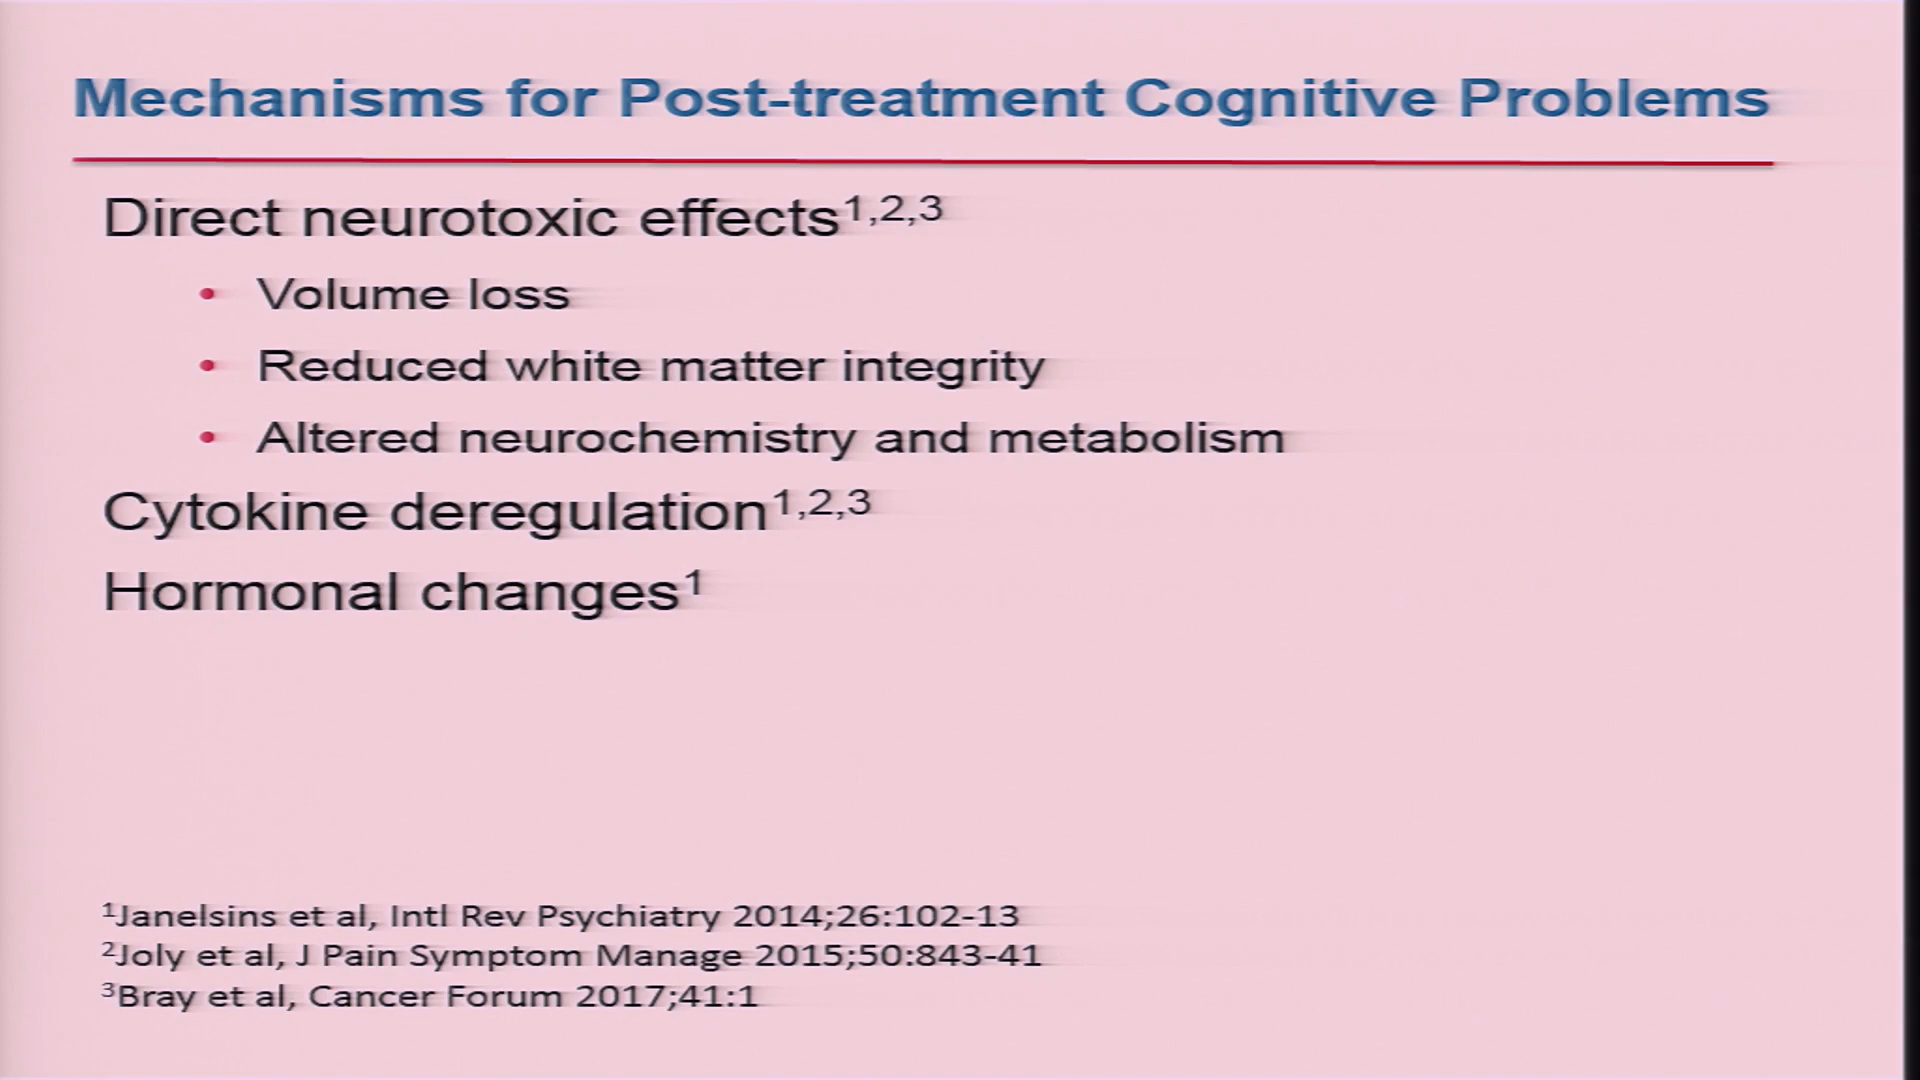 Mechanisms for Post-treatment Cognitive Problems
Direct neurotoxic effects1,2,3
• Volume loss
• Reduced white matter integrity
• Altered neurochemistry and metabolism
Cytokine deregulation1,2,3
Hormonal changes1
1Janelsins et al, Intl Rev Psychiatry 2014;26:102-13
2Joly et al, J Pain Symptom Manage 2015;50:843-41
3Bray et al, Cancer Forum 2017;41:1